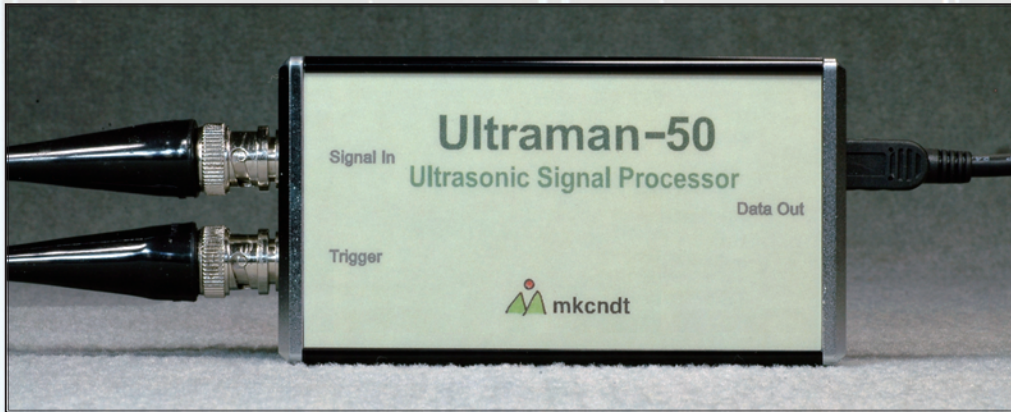 Ultraman-50
Signal In
Ultrasonic Signal Processor
Data Out
Trigger
mkcndt